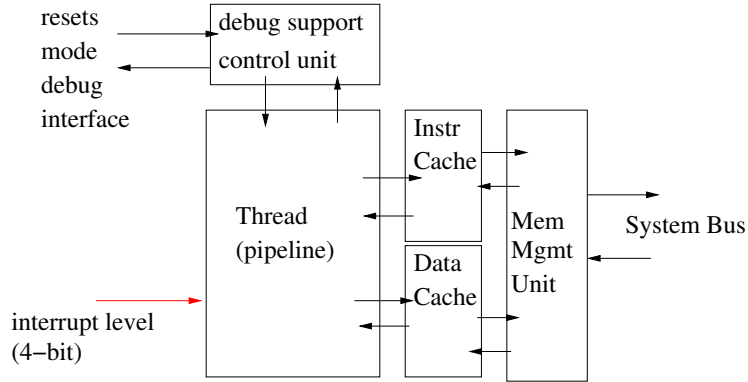 resets
mode
debug
interface
debug support
control unit
Thread
(pipeline)
Instr
Cache
Data
Cache
Mem
Mgmt
Unit
System Bus
interrupt level
(4−bit)